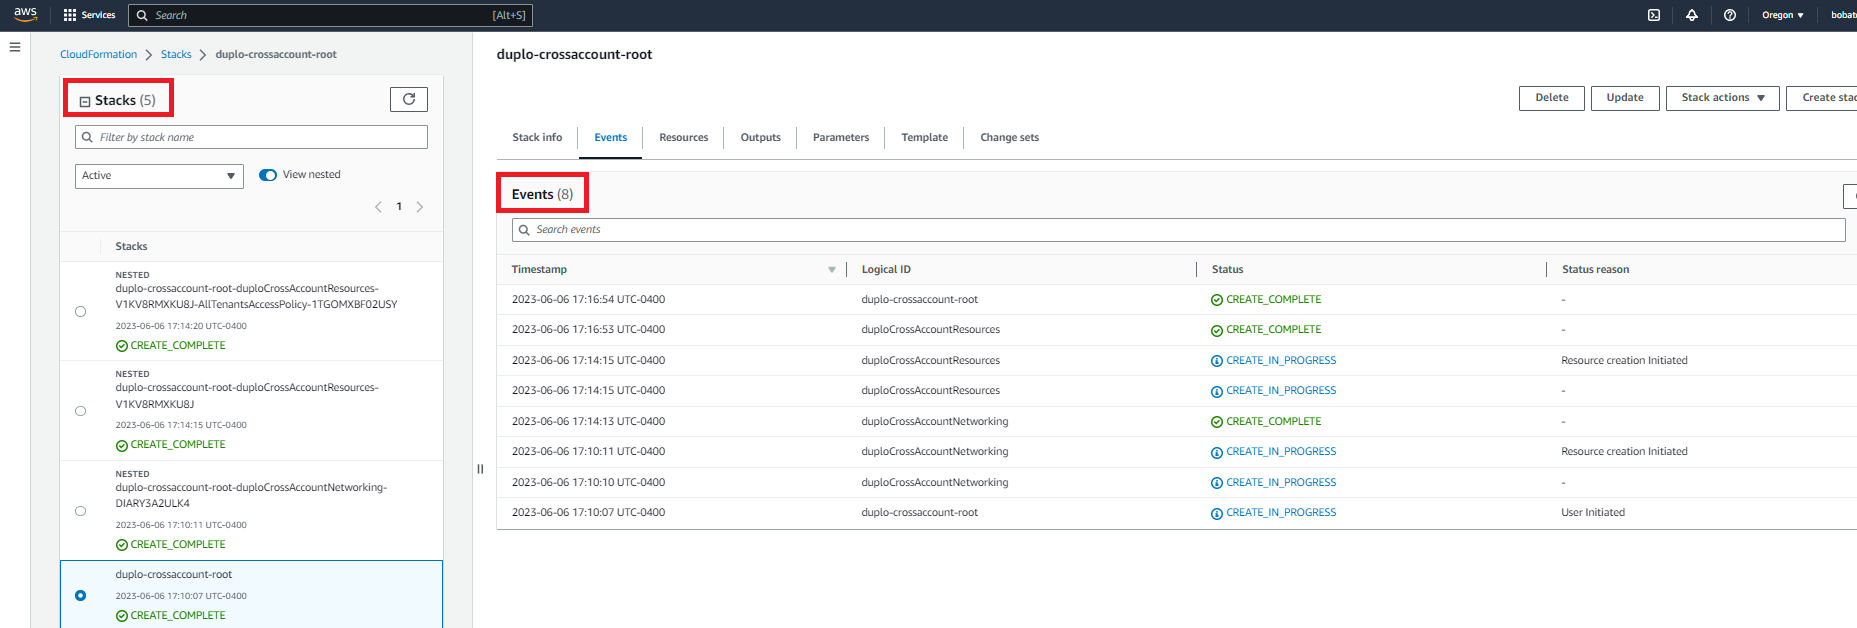 aws
Services
Search
[Alt+S]
Oregon ▼
CloudFormation > Stacks > duplo-crossaccount-root
Stacks (5)
Filter by stack name
Active
View nested
1
Stacks
NESTED
duplo-crossaccount-root-duploCrossAccountResources-
V1KV8RMXKU8J-AllTenantsAccessPolicy-1TGOMXBF02USY
2023-06-06 17:14:20 UTC-0400
CREATE_COMPLETE
NESTED
duplo-crossaccount-root-duploCrossAccountResources-
V1KV8RMXKU8J
2023-06-06 17:14:15 UTC-0400
CREATE_COMPLETE
NESTED
duplo-crossaccount-root-duploCrossAccountNetworking-
DIARY3A2ULK4
2023-06-06 17:10:11 UTC-0400
CREATE_COMPLETE
duplo-crossaccount-root
2023-06-06 17:10:07 UTC-0400
CREATE_COMPLETE
duplo-crossaccount-root
Delete
Update
Stack actions ▼
Create
Stack info
Events
Resources
Outputs
Parameters
Template
Change sets
Events (8)
Search events
Timestamp Logical ID Status Status reason
2023-06-06 17:16:54 UTC-0400 duplo-crossaccount-root CREATE_COMPLETE -
2023-06-06 17:16:53 UTC-0400 duploCrossAccountResources CREATE_COMPLETE -
2023-06-06 17:14:15 UTC-0400 duploCrossAccountResources CREATE_IN_PROGRESS Resource creation Initiated
2023-06-06 17:14:15 UTC-0400 duploCrossAccountResources CREATE_IN_PROGRESS -
2023-06-06 17:14:13 UTC-0400 duploCrossAccountNetworking CREATE_COMPLETE -
2023-06-06 17:10:11 UTC-0400 duploCrossAccountNetworking CREATE_IN_PROGRESS Resource creation Initiated
2023-06-06 17:10:10 UTC-0400 duploCrossAccountNetworking CREATE_IN_PROGRESS -
2023-06-06 17:10:07 UTC-0400 duplo-crossaccount-root CREATE_IN_PROGRESS User Initiated